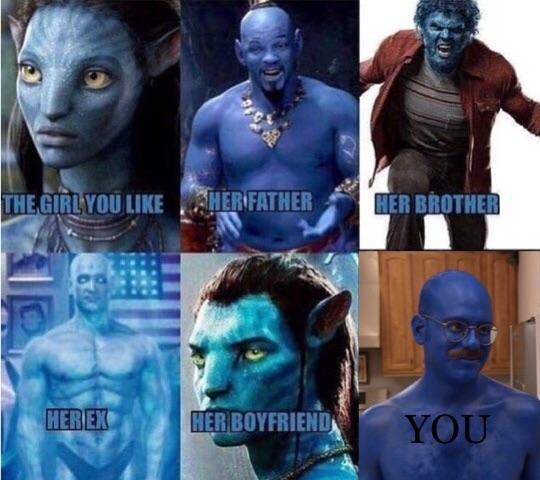 THE GIRL YOU LIKE
HER FATHER
HER BROTHER
HER EX
HER BOYFRIEND
YOU